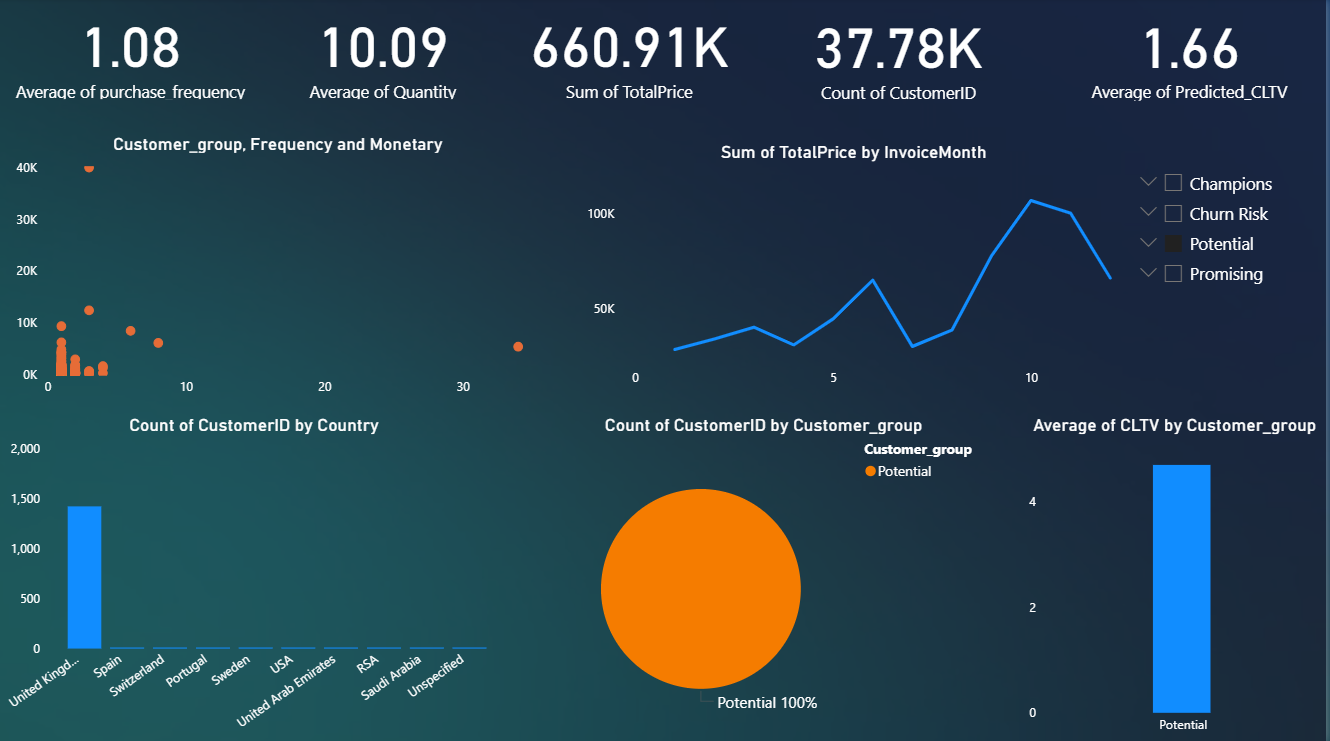 1.08
Average of purchase_frequency
10.09
Average of Quantity
660.91K
Sum of TotalPrice
37.78K
Count of CustomerID
1.66
Average of Predicted_CLTV
Customer_group, Frequency and Monetary
40K
30K
20K
10K
0K
0
10
20
30
Sum of TotalPrice by InvoiceMonth
100K
50K
0
5
10
Champions
Churn Risk
Potential
Promising
Count of CustomerID by Country
2,000
1,500
1,000
500
0
United Kingd...
Spain
Switzerland
Portugal
Sweden
USA
United Arab Emirates
RSA
Saudi Arabia
Unspecified
Count of CustomerID by Customer_group
Customer_group
Potential
Potential 100%
Average of CLTV by Customer_group
4
2
0
Potential